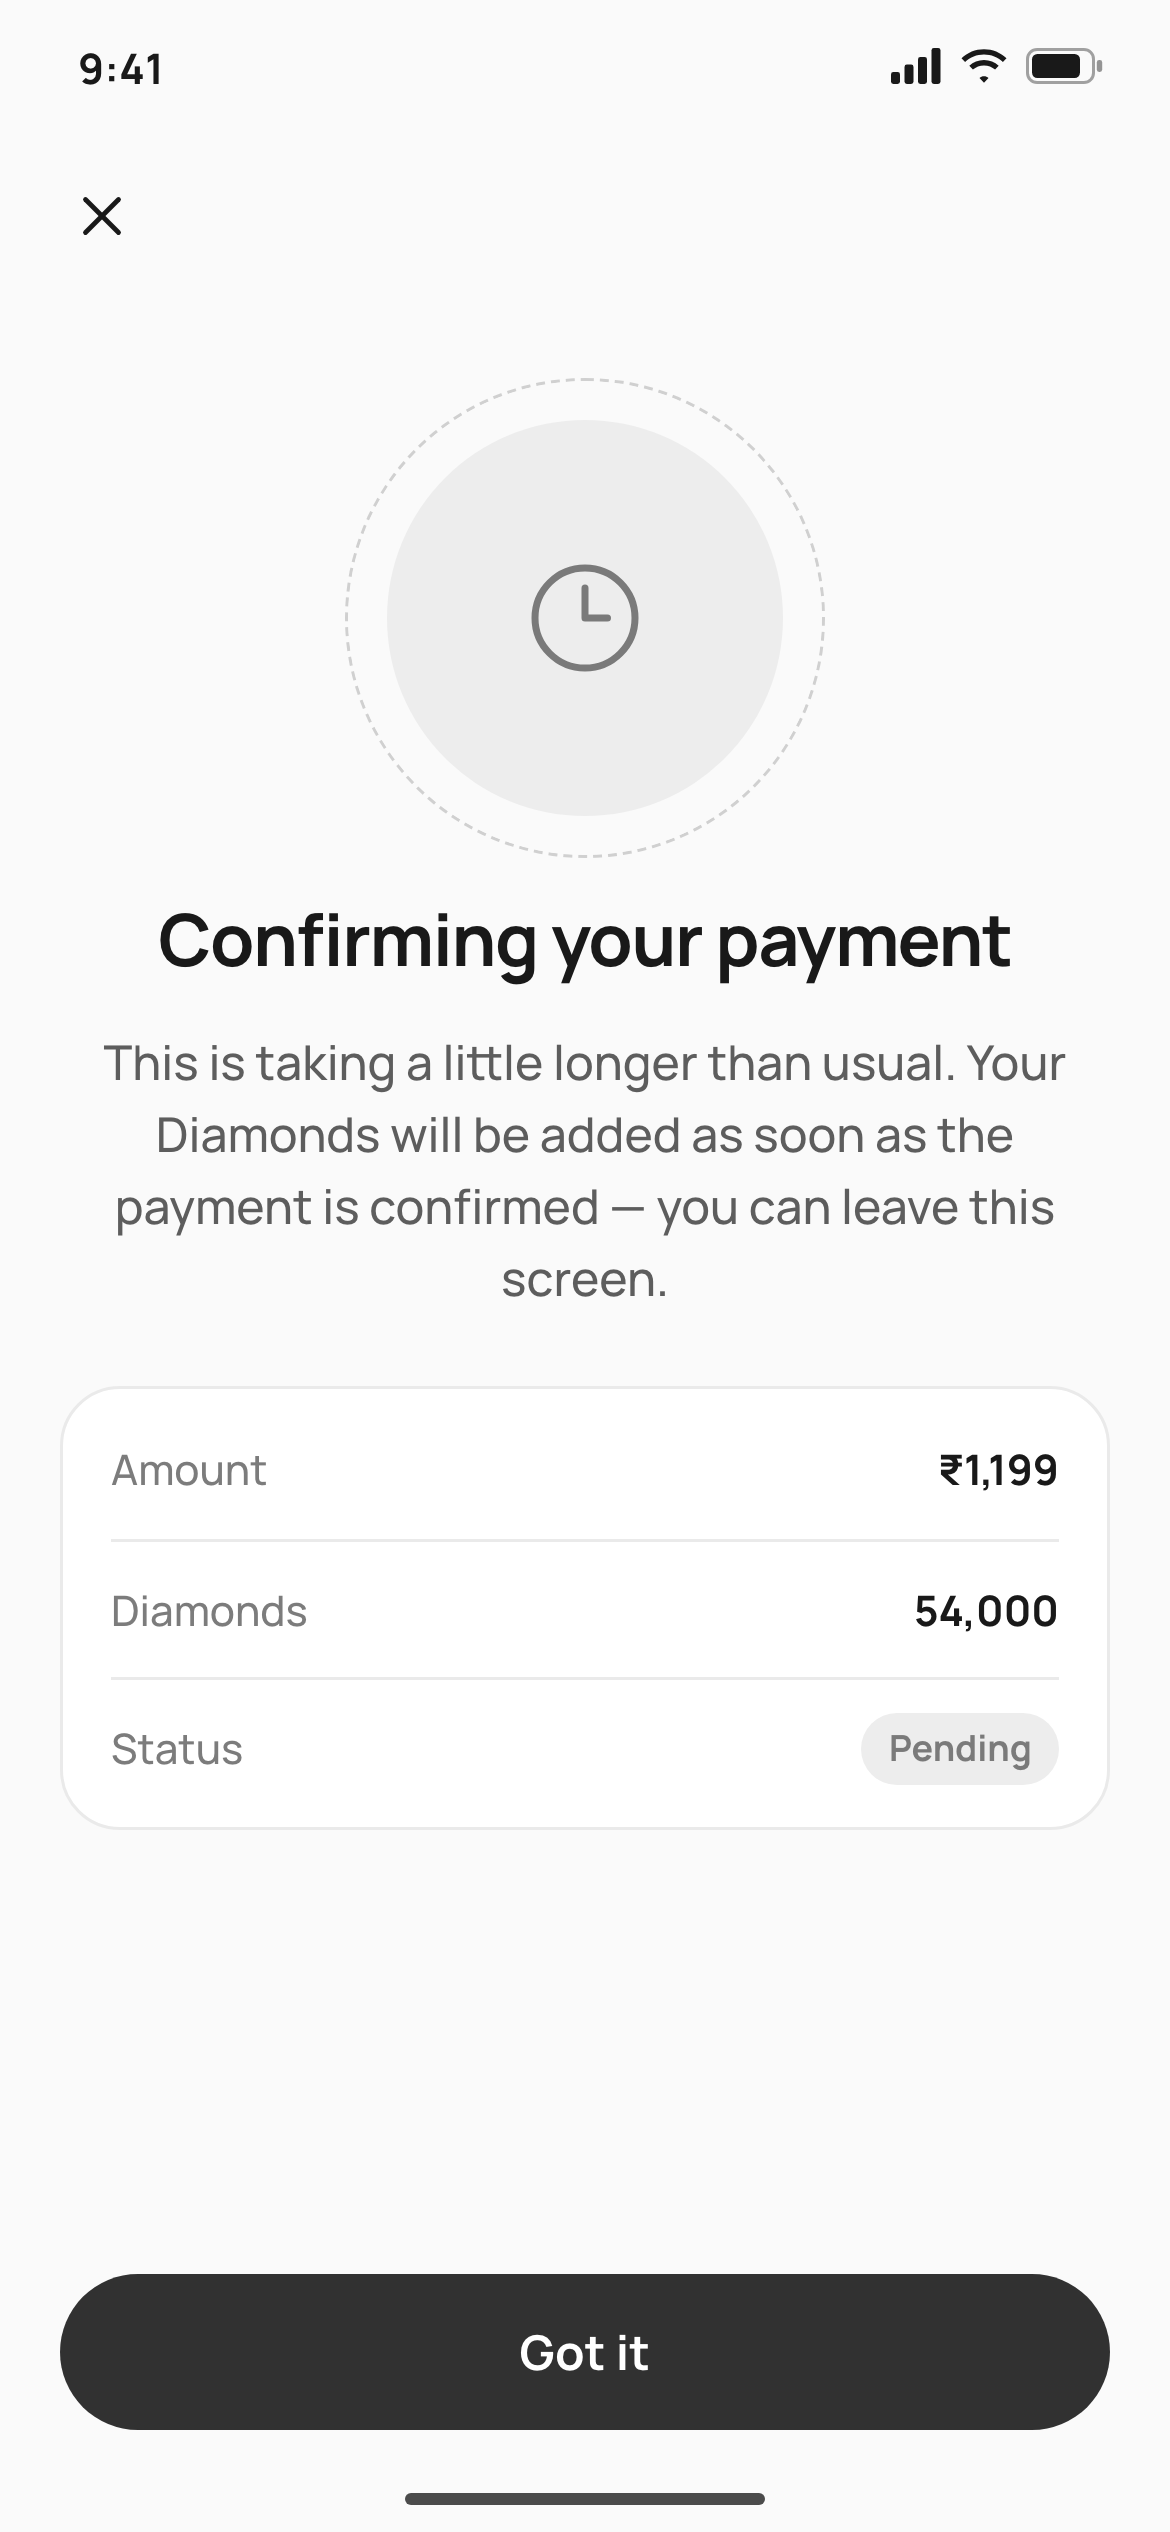 9:41
Confirming your payment
This is taking a little longer than usual. Your
Diamonds will be added as soon as the
payment is confirmed — you can leave this
screen.
Amount ₹1,199
Diamonds 54,000
Status Pending
Got it